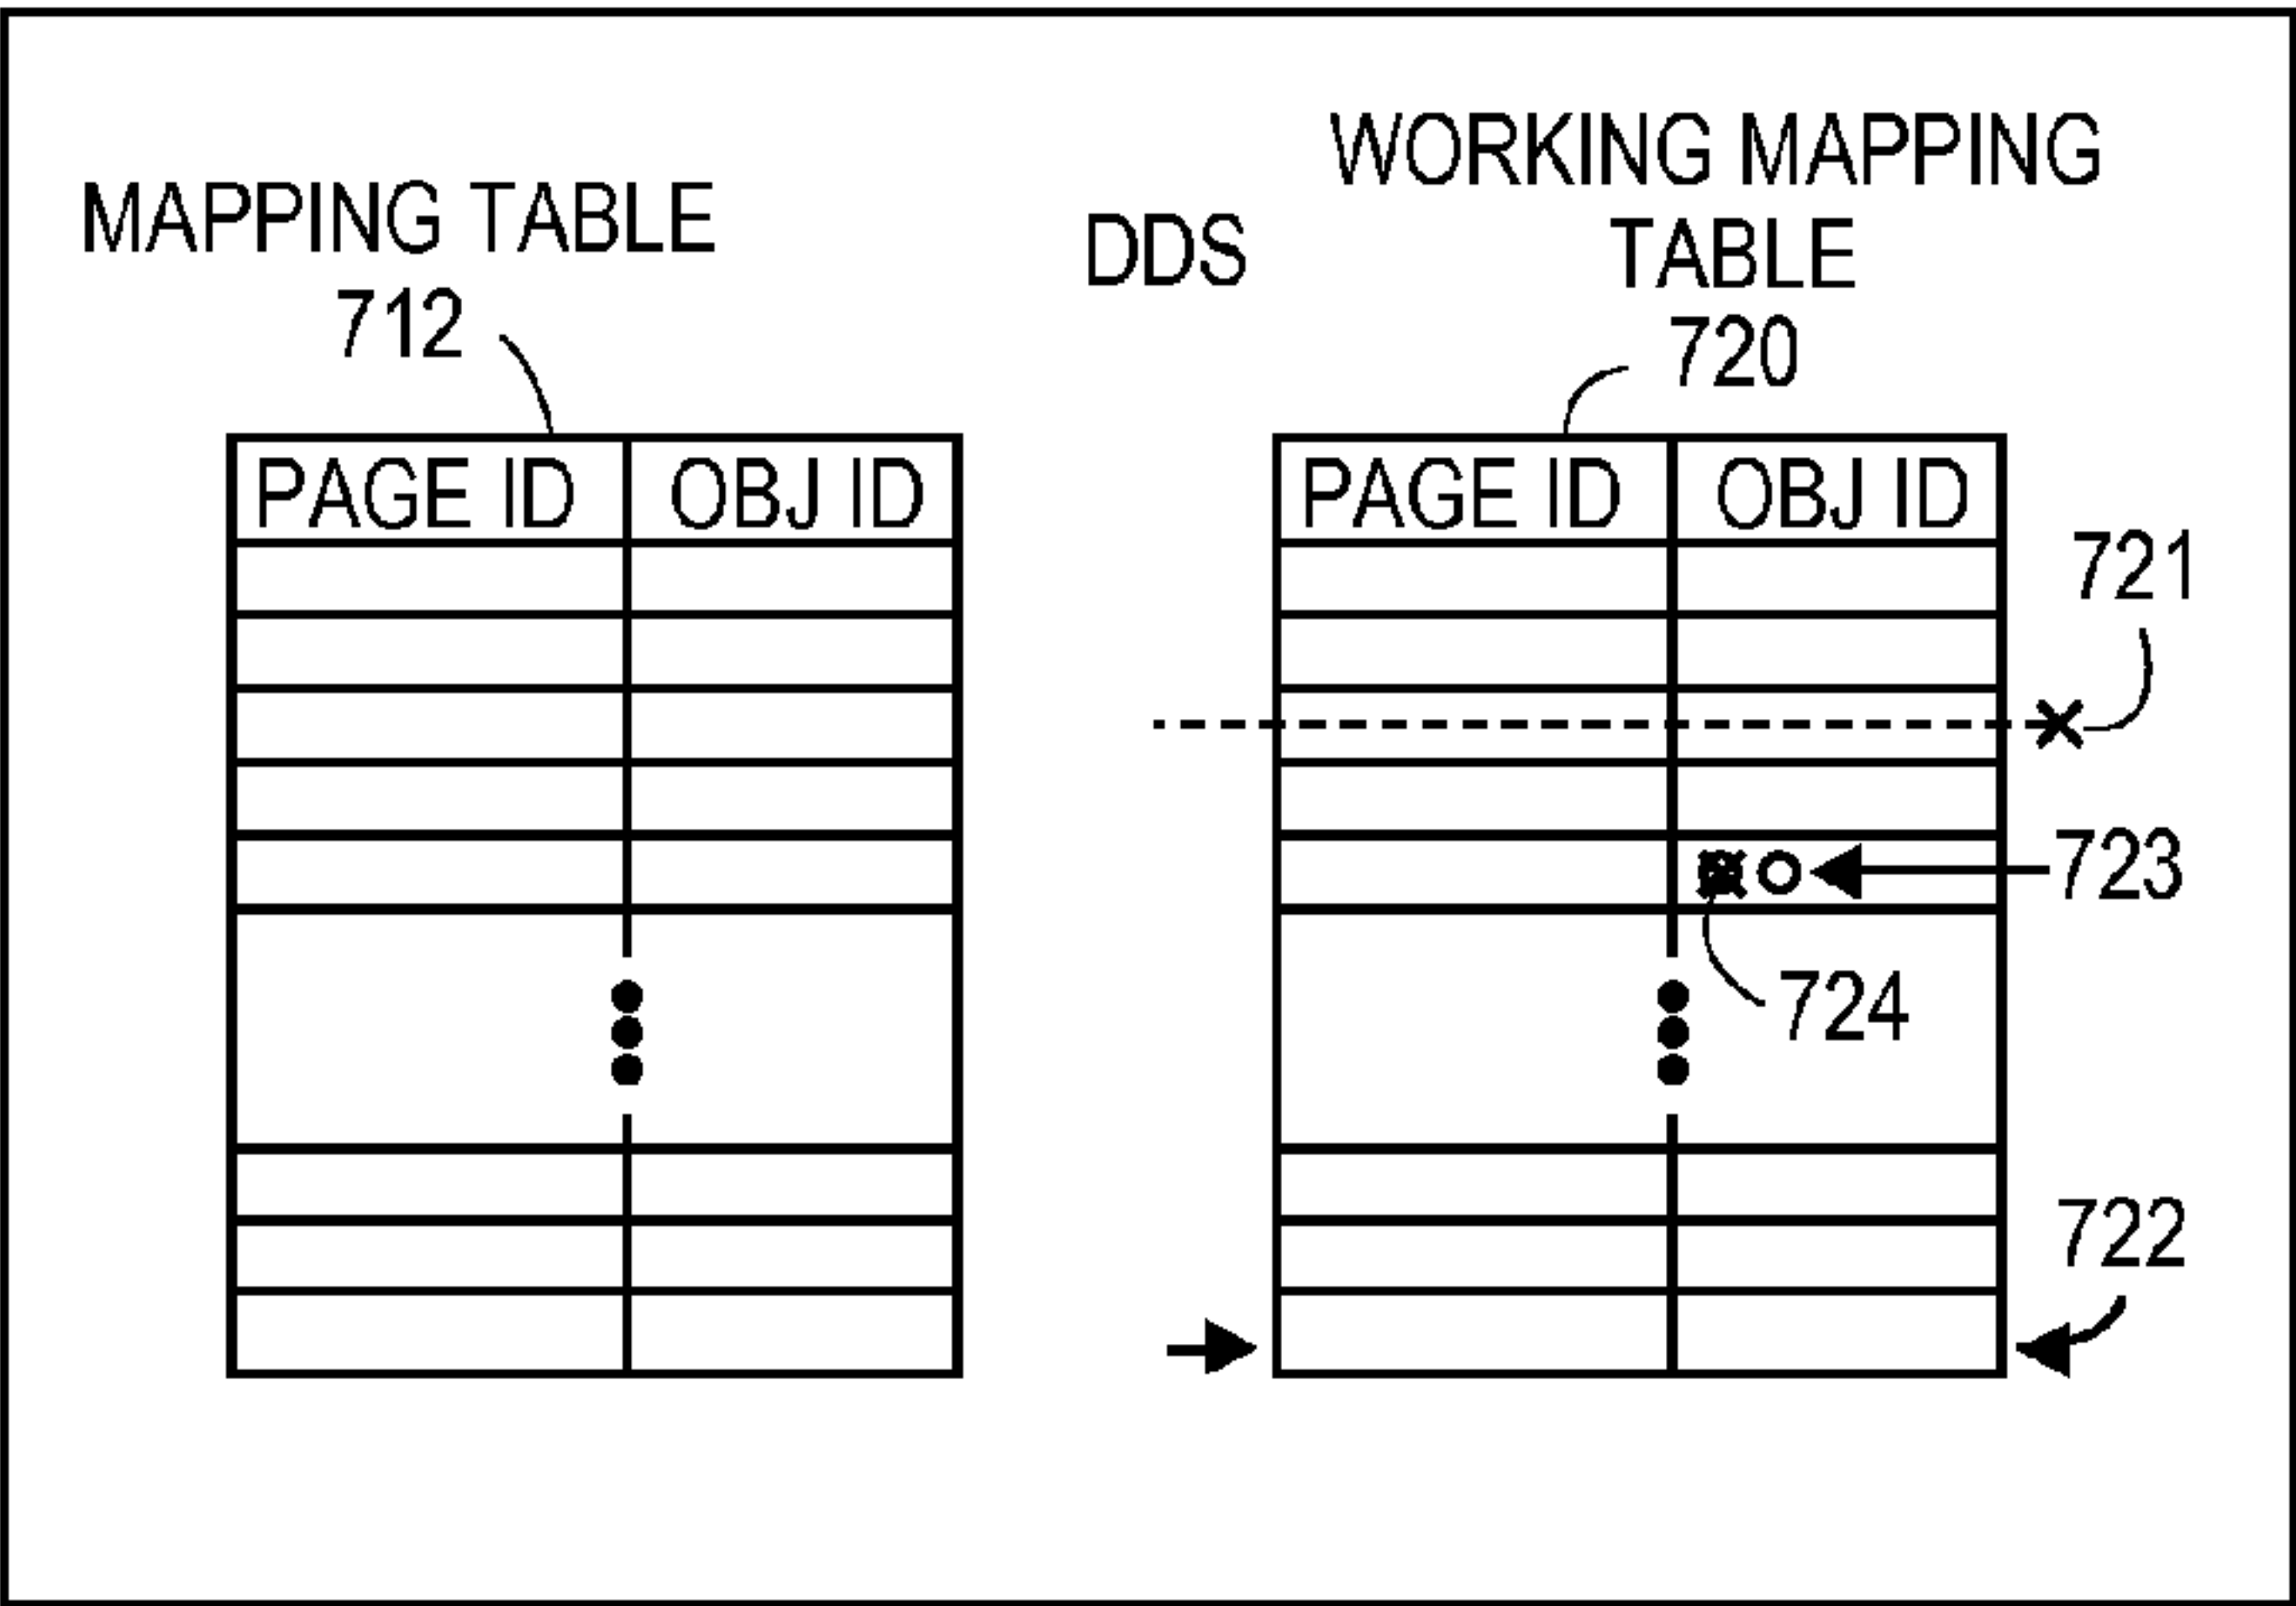 MAPPING TABLE
712
DDS
WORKING MAPPING
TABLE
720
PAGE ID OBJ ID
PAGE ID OBJ ID
721
723
724
722